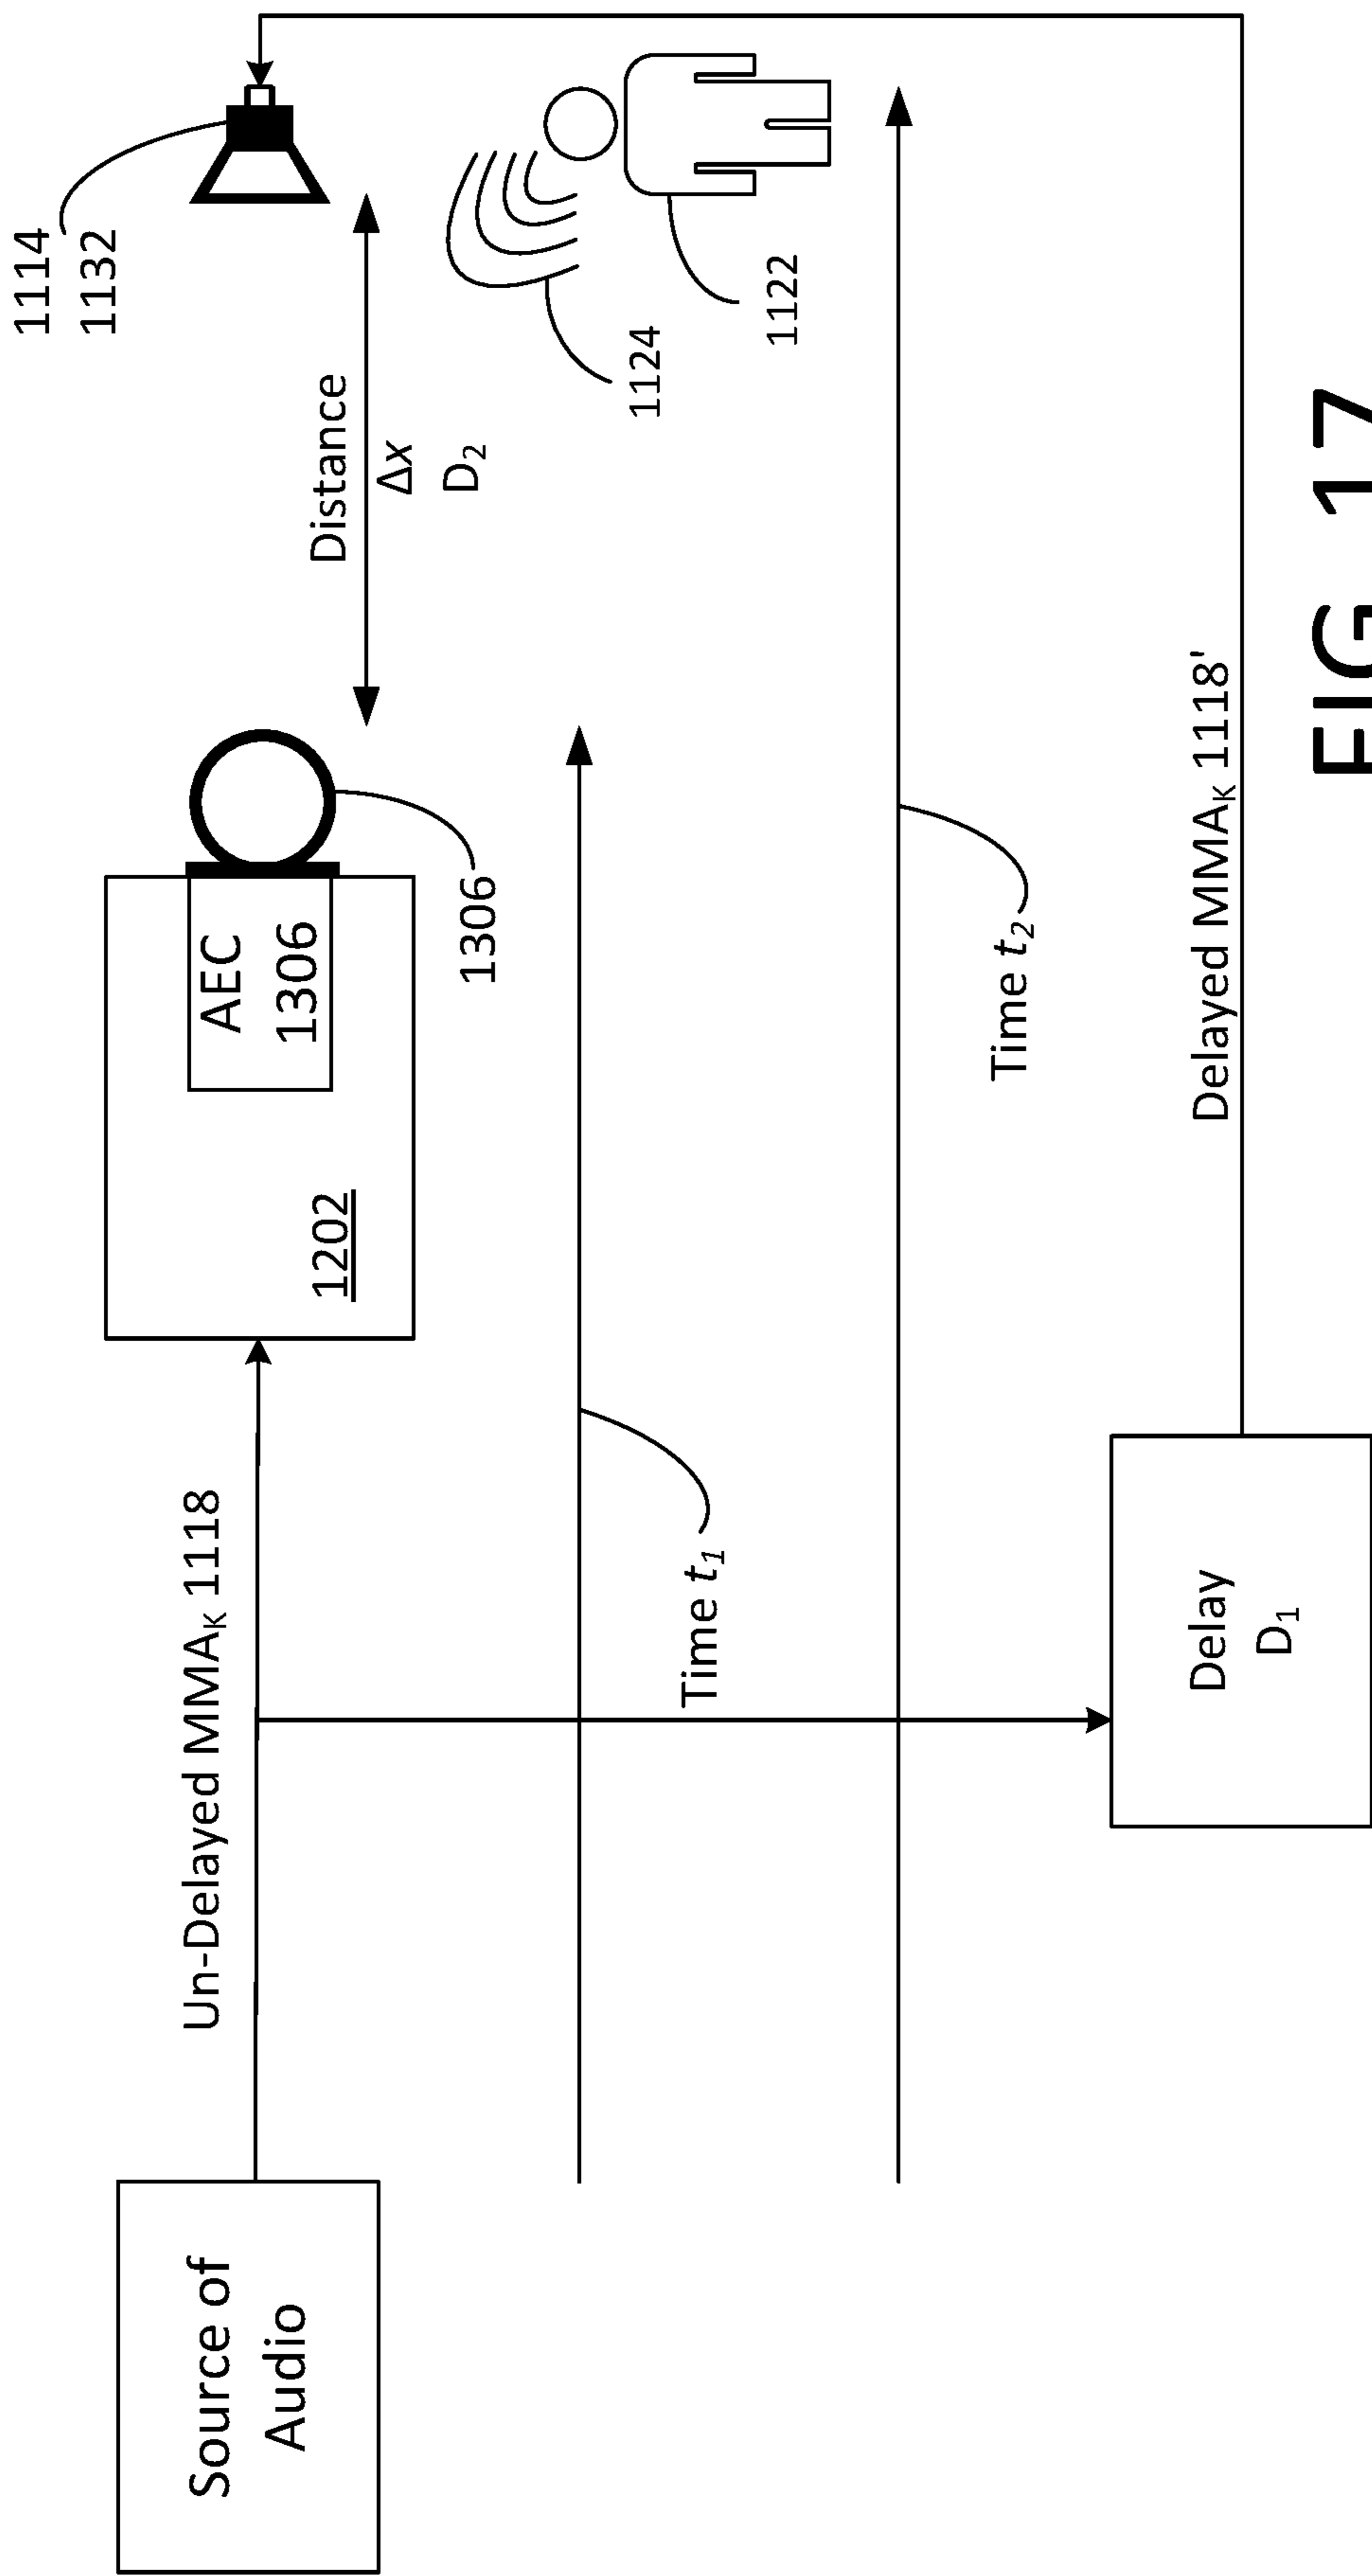 Source of
Audio
Un-Delayed MMAK 1118
1202
AEC
1306
1306
Distance
Δx
D2
1114
1132
1124
1122
Time t1
Time t2
Delay
D1
Delayed MMAK 1118'
FIG 17